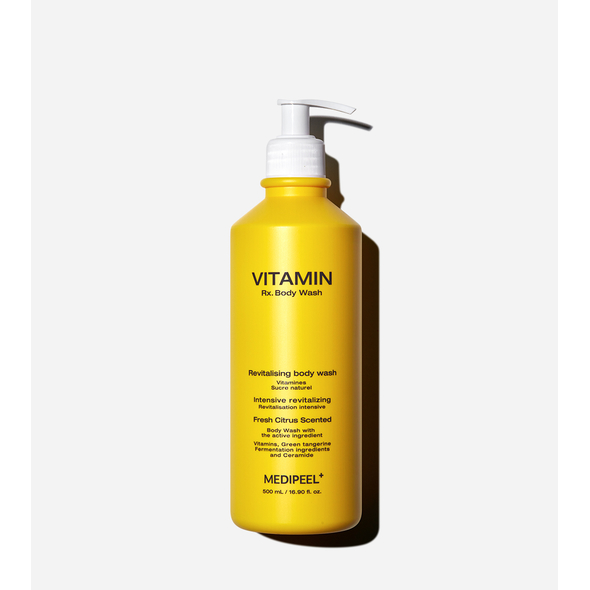 VITAMIN
Rx. Body Wash
Revitalising body wash
Vitamines
Sucre naturel
Intensive revitalizing
Revitalisation intensive
Fresh Citrus Scented
Body Wash with
the active ingredient
Vitamins, Green tangerine
Fermentation ingredients
and Ceramide
MEDIPEEL+
500 mL / 16.90 fl. oz.